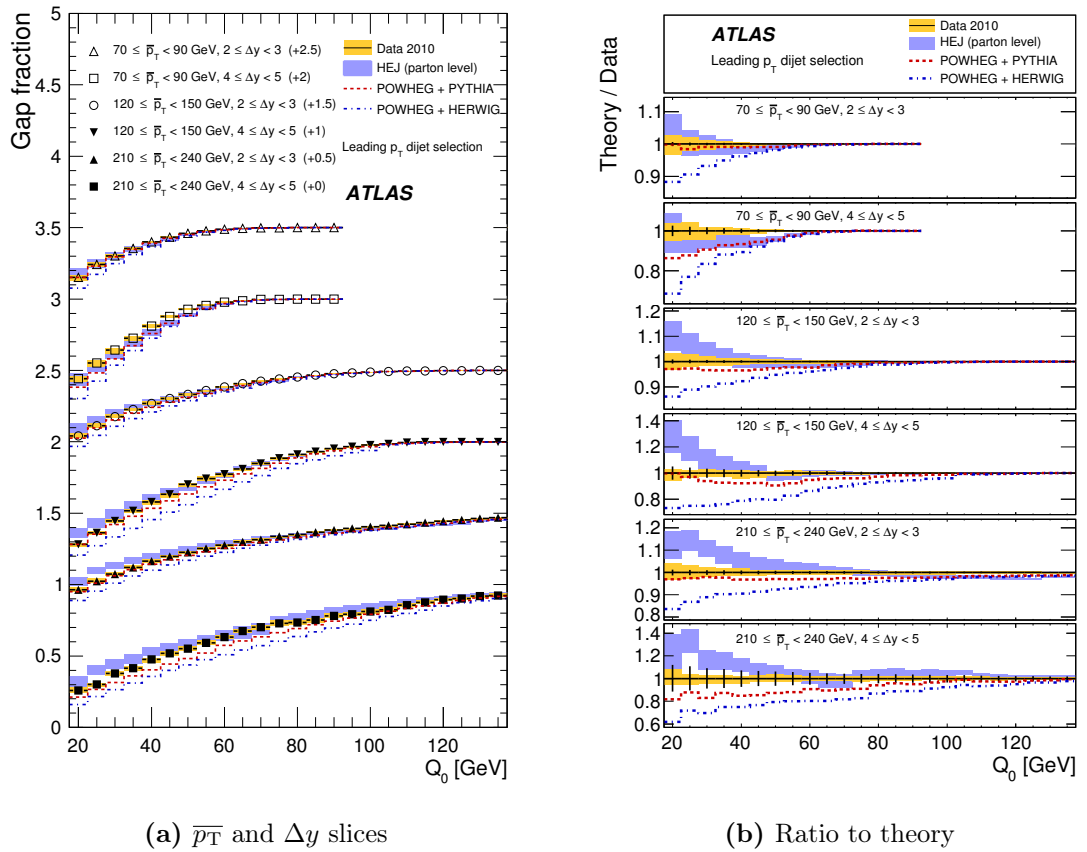 Gap fraction
5
4.5
4
3.5
3
2.5
2
1.5
1
0.5
0
20 40 60 80 100 120
Q0 [GeV]
70 ≤ p̅T < 90 GeV, 2 ≤ Δy < 3 (+2.5)
70 ≤ p̅T < 90 GeV, 4 ≤ Δy < 5 (+2)
120 ≤ p̅T < 150 GeV, 2 ≤ Δy < 3 (+1.5)
120 ≤ p̅T < 150 GeV, 4 ≤ Δy < 5 (+1)
210 ≤ p̅T < 240 GeV, 2 ≤ Δy < 3 (+0.5)
210 ≤ p̅T < 240 GeV, 4 ≤ Δy < 5 (+0)
Data 2010
HEJ (parton level)
POWHEG + PYTHIA
POWHEG + HERWIG
Leading pT dijet selection
ATLAS
(a) p̅T and Δy slices
Theory / Data
ATLAS
Leading pT dijet selection
Data 2010
HEJ (parton level)
POWHEG + PYTHIA
POWHEG + HERWIG
70 ≤ p̅T < 90 GeV, 2 ≤ Δy < 3
1.1
1
0.9
70 ≤ p̅T < 90 GeV, 4 ≤ Δy < 5
1
0.8
120 ≤ p̅T < 150 GeV, 2 ≤ Δy < 3
1.2
1.1
1
0.9
120 ≤ p̅T < 150 GeV, 4 ≤ Δy < 5
1.4
1.2
1
0.8
210 ≤ p̅T < 240 GeV, 2 ≤ Δy < 3
1.2
1.1
1
0.9
0.8
210 ≤ p̅T < 240 GeV, 4 ≤ Δy < 5
1.4
1.2
1
0.8
0.6
20 40 60 80 100 120
Q0 [GeV]
(b) Ratio to theory